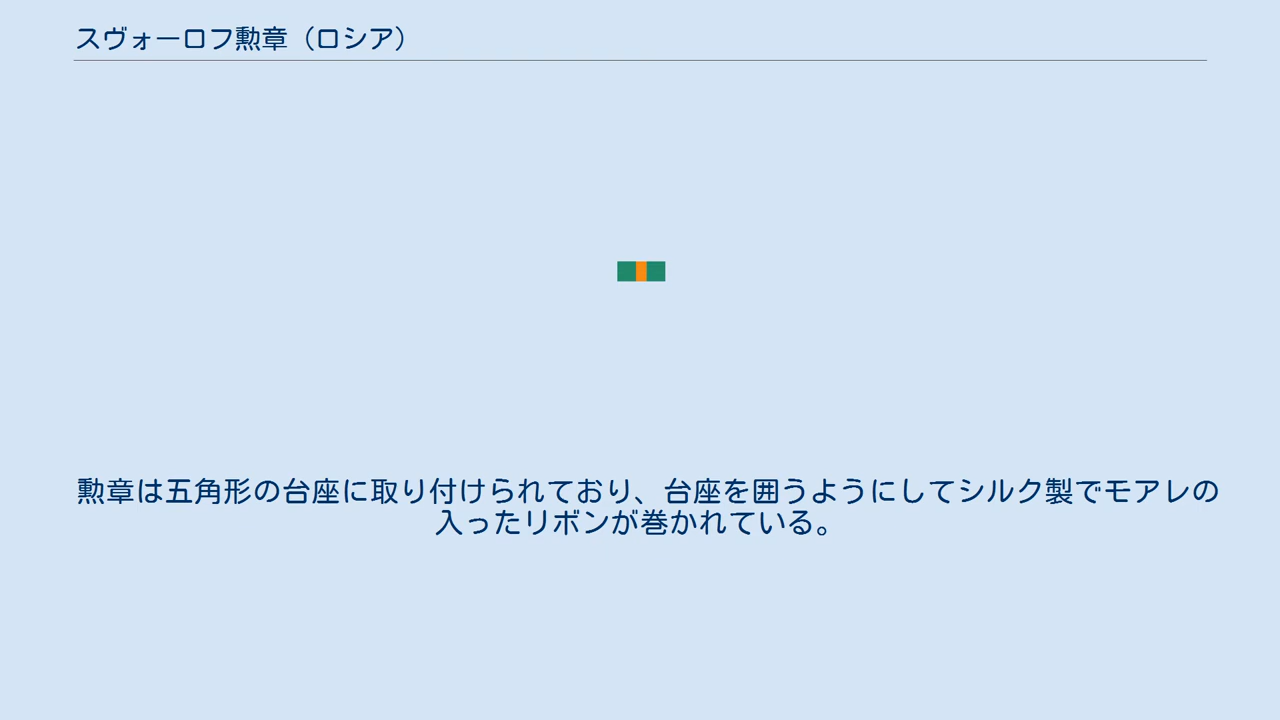 スヴォーロフ勲章（ロシア）
勲章は五角形の台座に取り付けられており、台座を囲うようにしてシルク製でモアレの
入ったリボンが巻かれている。